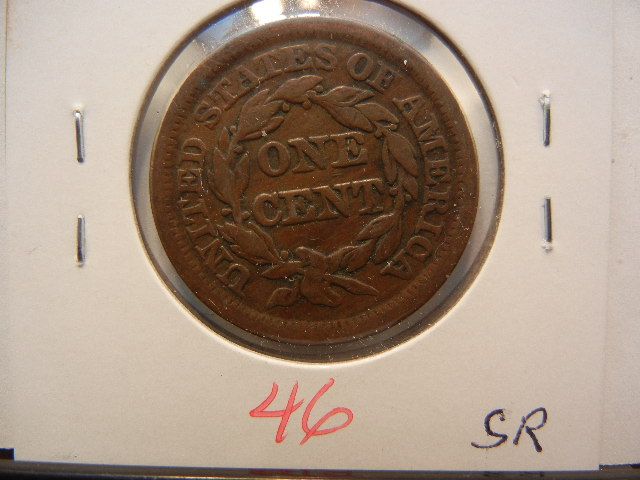 UNITED STATES OF AMERICA
ONE
CENT
46
SR